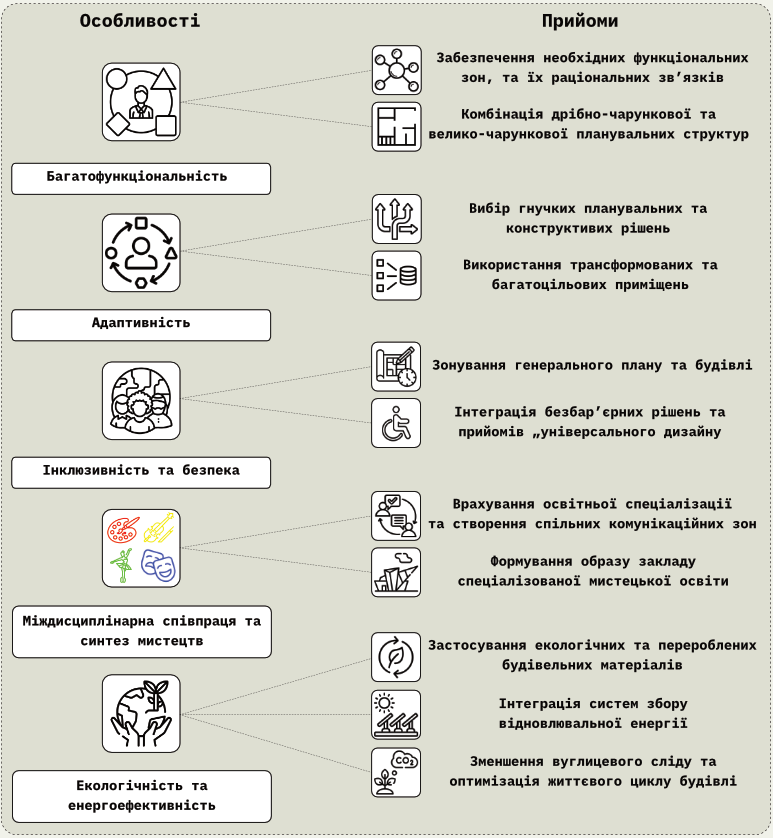 Особливості
Прийоми
Забезпечення необхідних функціональних
зон, та їх раціональних зв’язків
Комбінація дрібно-чарункової та
велико-чарункової планувальних структур
Багатофункціональність
Вибір гнучких планувальних та
конструктивих рішень
Використання трансформованих та
багатоцільових приміщень
Адаптивність
Зонування генерального плану та будівлі
Інтеграція безбар’єрних рішень та
прийомів „універсального дизайну
Інклюзивність та безпека
Врахування освітньої спеціалізації
та створення спільних комунікаційних зон
Формування образу закладу
спеціалізованої мистецької освіти
Міждисциплінарна співпраця та
синтез мистецтв
Застосування екологічних та перероблених
будівельних матеріалів
Інтеграція систем збору
відновлювальної енергії
CO₂
Зменшення вуглицевого сліду та
оптимізація життєвого циклу будівлі
Екологічність та
енергоефективність